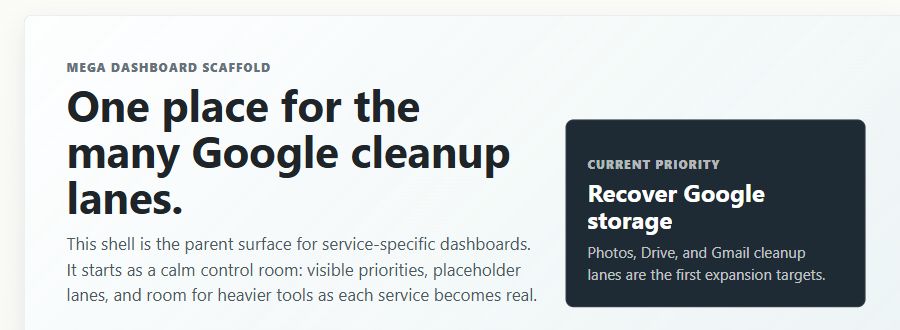 MEGA DASHBOARD SCAFFOLD
One place for the
many Google cleanup
lanes.
This shell is the parent surface for service-specific dashboards.
It starts as a calm control room: visible priorities, placeholder
lanes, and room for heavier tools as each service becomes real.
CURRENT PRIORITY
Recover Google
storage
Photos, Drive, and Gmail cleanup
lanes are the first expansion targets.